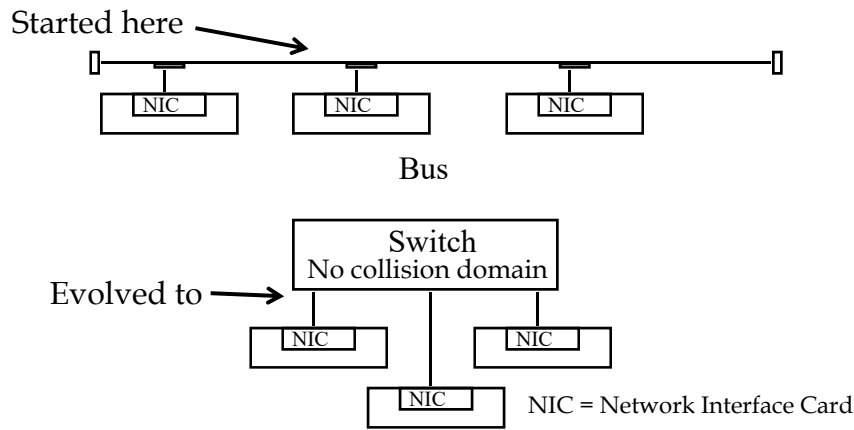 Started here
NIC
NIC
NIC
Bus
Switch
No collision domain
Evolved to
NIC
NIC
NIC
NIC = Network Interface Card